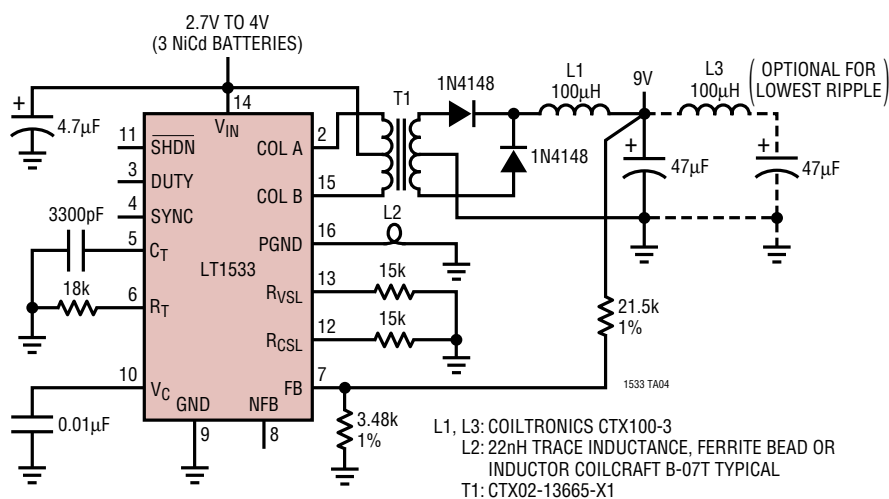 2.7V TO 4V
(3 NiCd BATTERIES)
+
4.7µF
14
VIN
11
SHDN
3
DUTY
4
SYNC
3300pF
5
CT
18k
6
RT
10
VC
0.01µF
GND
9
NFB
8
LT1533
COL A
2
COL B
15
PGND
16
RVSL
13
RCSL
12
FB
7
T1
1N4148
1N4148
L1
100µH
9V
L3
100µH
(OPTIONAL FOR
LOWEST RIPPLE)
+
47µF
+
47µF
L2
15k
15k
21.5k
1%
3.48k
1%
1533 TA04
L1, L3: COILTRONICS CTX100-3
L2: 22nH TRACE INDUCTANCE, FERRITE BEAD OR
INDUCTOR COILCRAFT B-07T TYPICAL
T1: CTX02-13665-X1